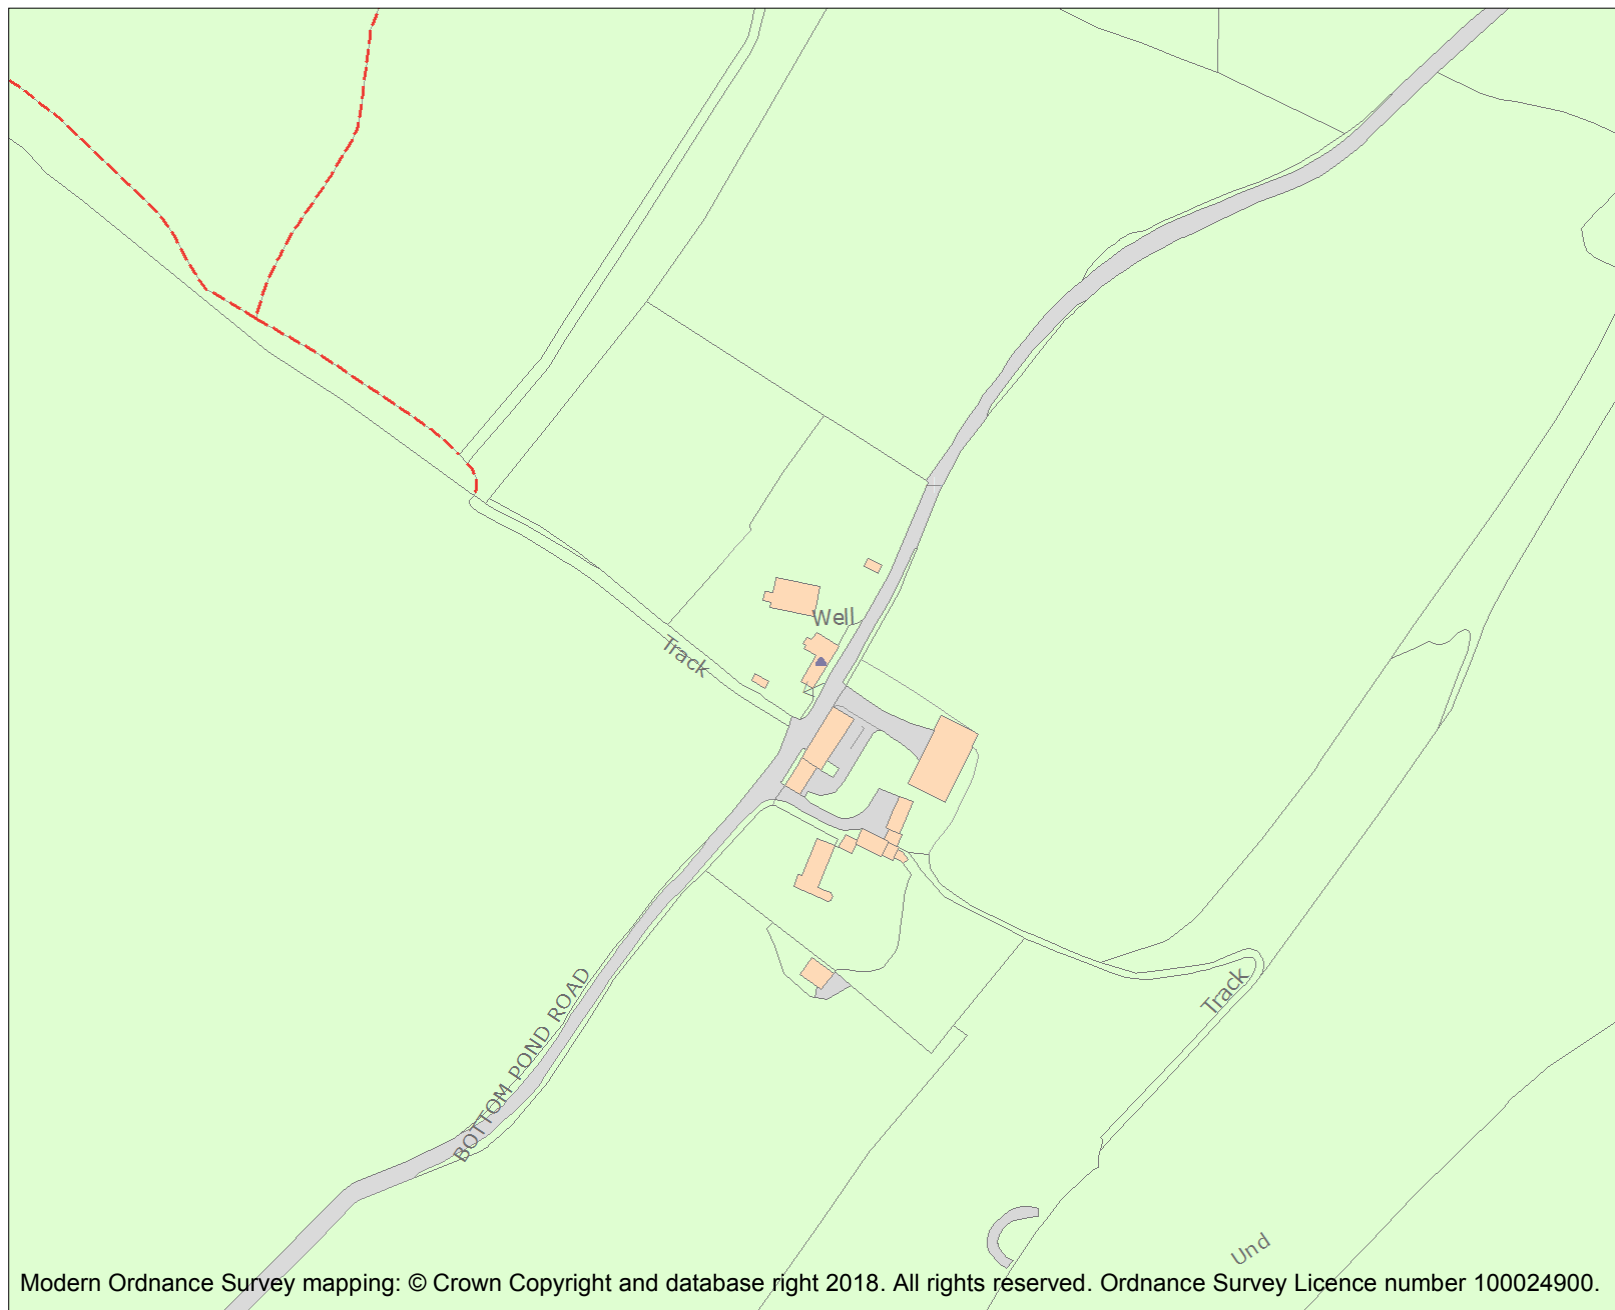 Well
Track
Track
BOTTOM POND ROAD
Und
Modern Ordnance Survey mapping: © Crown Copyright and database right 2018. All rights reserved. Ordnance Survey Licence number 100024900.